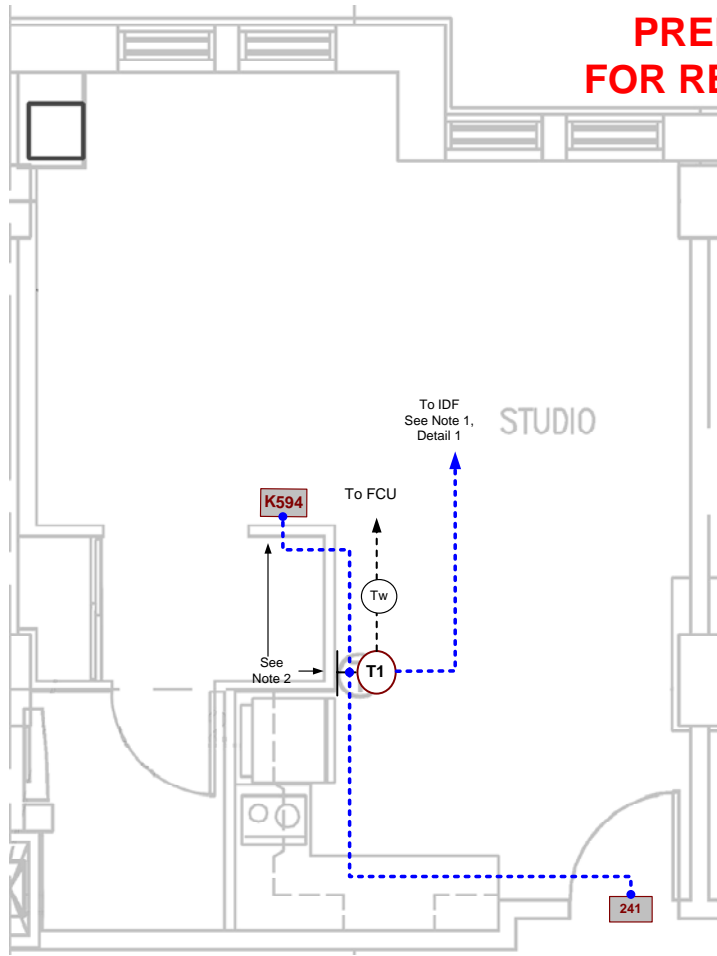 PREL
FOR RE
To IDF
See Note 1,
Detail 1
STUDIO
K594
To FCU
Tw
See
Note 2
T1
241